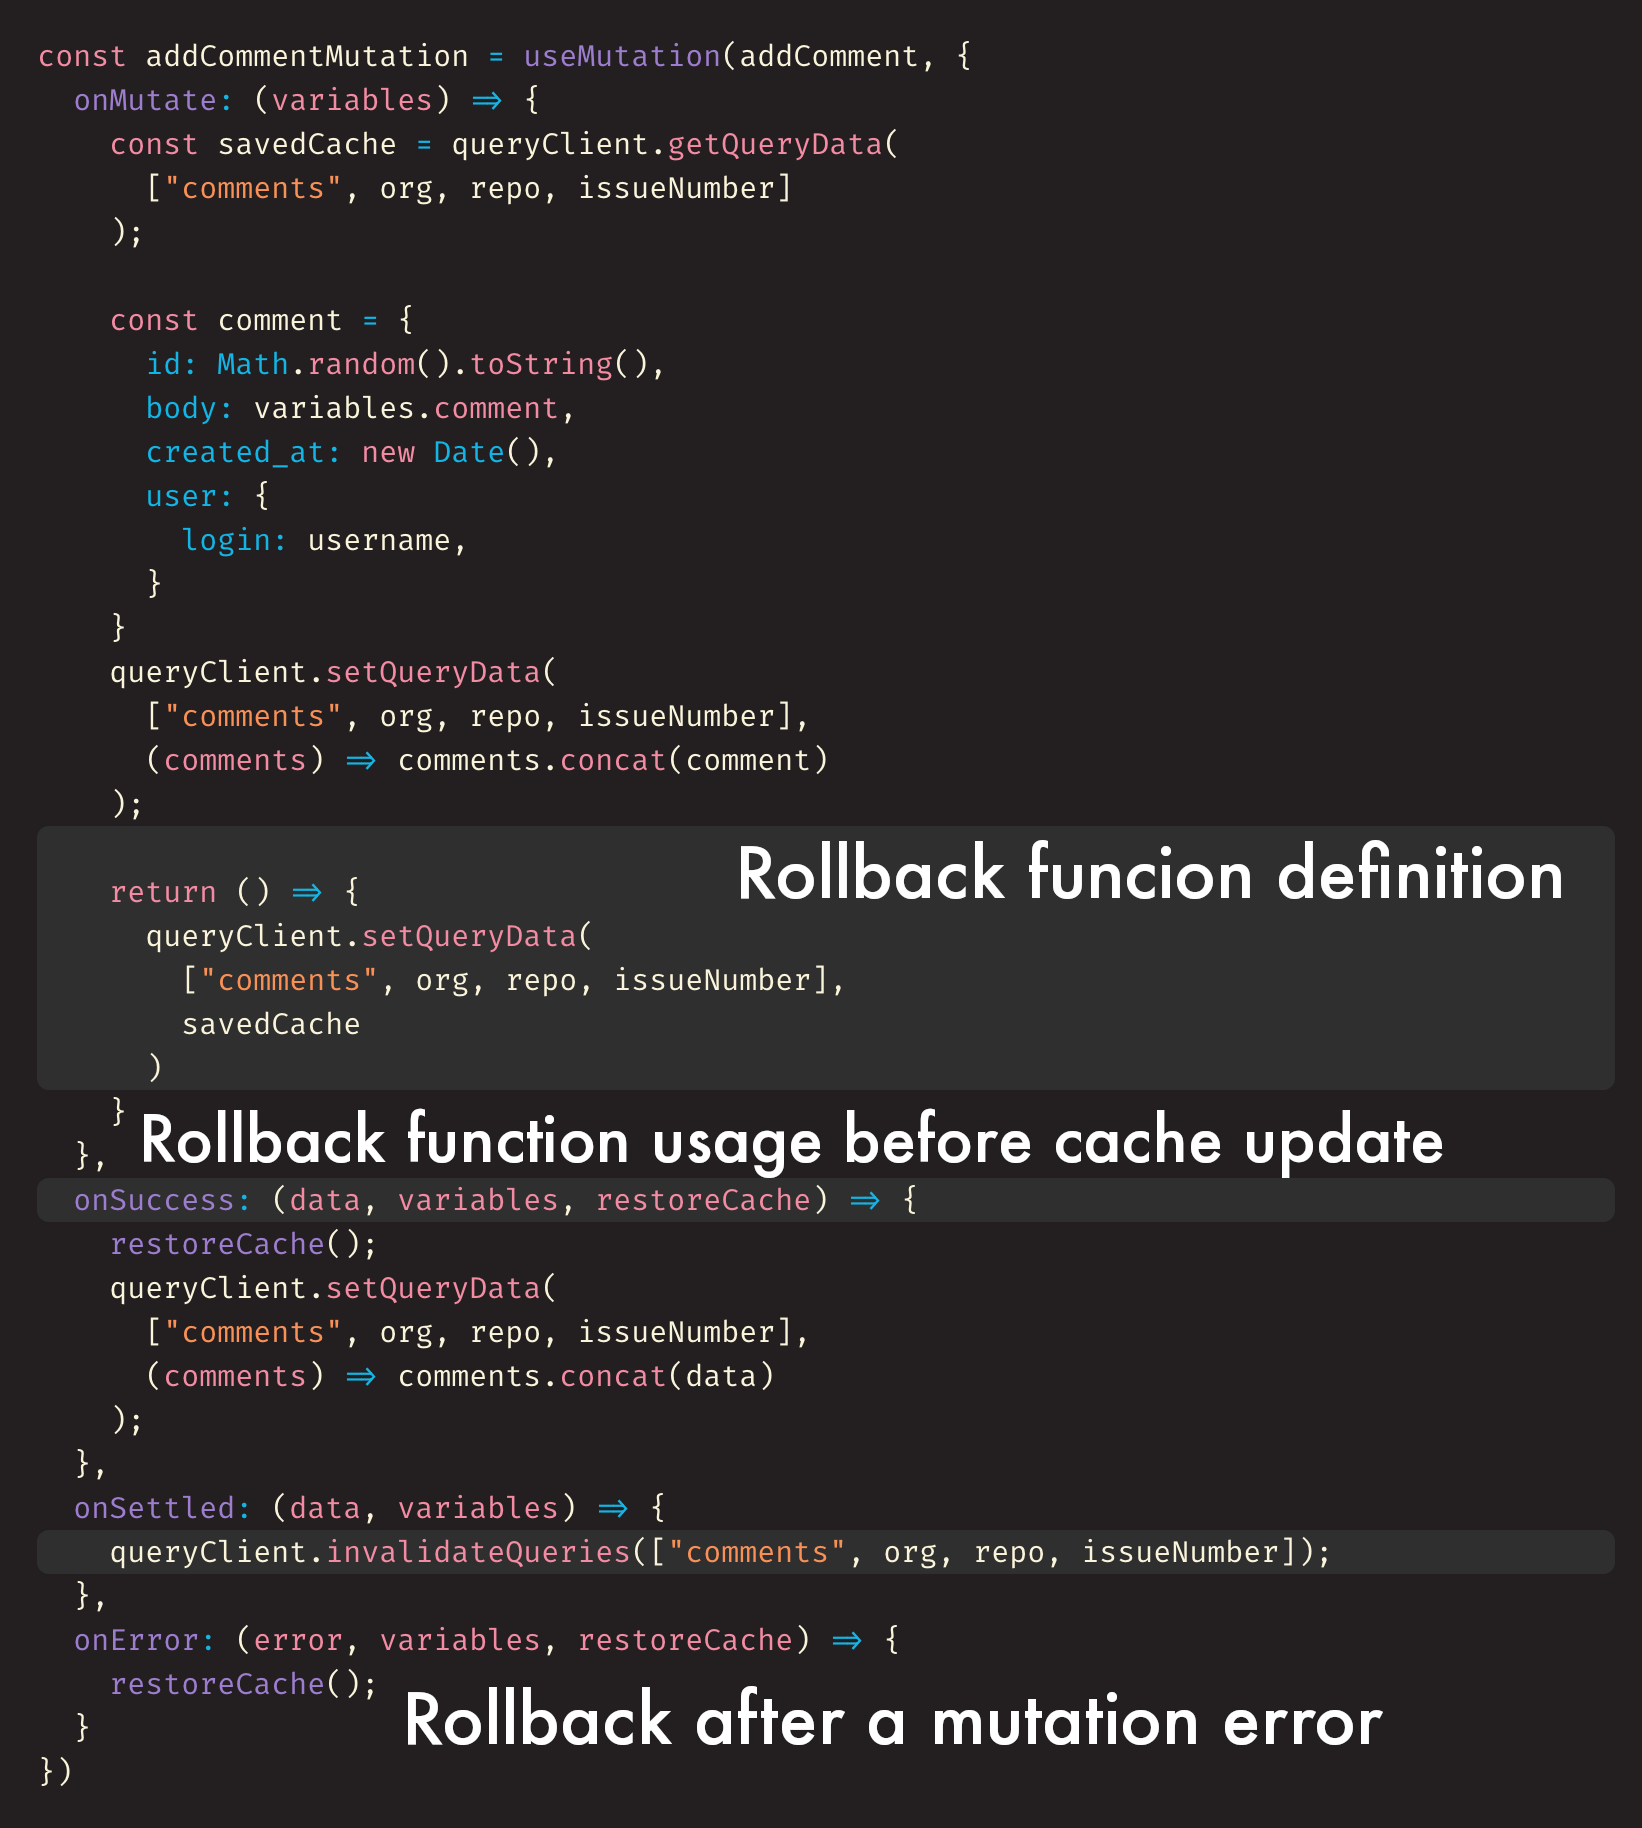 const addCommentMutation = useMutation(addComment, {
  onMutate: (variables) => {
    const savedCache = queryClient.getQueryData(
      ["comments", org, repo, issueNumber]
    );

    const comment = {
      id: Math.random().toString(),
      body: variables.comment,
      created_at: new Date(),
      user: {
        login: username,
      }
    }
    queryClient.setQueryData(
      ["comments", org, repo, issueNumber],
      (comments) => comments.concat(comment)
    );
Rollback funcion definition
    return () => {
      queryClient.setQueryData(
        ["comments", org, repo, issueNumber],
        savedCache
      )
    }
Rollback function usage before cache update
  },
  onSuccess: (data, variables, restoreCache) => {
    restoreCache();
    queryClient.setQueryData(
      ["comments", org, repo, issueNumber],
      (comments) => comments.concat(data)
    );
  },
  onSettled: (data, variables) => {
    queryClient.invalidateQueries(["comments", org, repo, issueNumber]);
  },
  onError: (error, variables, restoreCache) => {
    restoreCache();
Rollback after a mutation error
  }
})